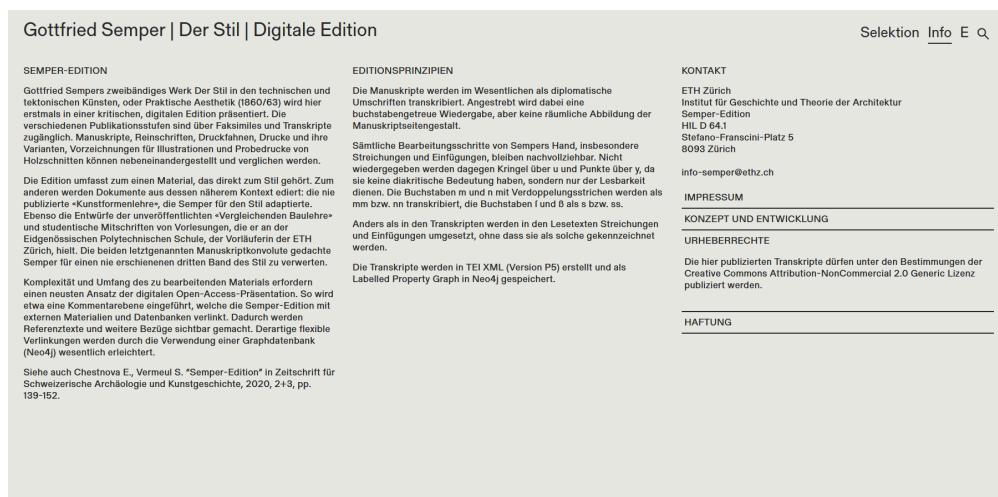 Gottfried Semper | Der Stil | Digitale Edition
Selektion Info E
SEMPER-EDITION
Gottfried Sempers zweibändiges Werk Der Stil in den technischen und
tektonischen Künsten, oder Praktische Aesthetik (1860/63) wird hier
erstmals in einer kritischen, digitalen Edition präsentiert. Die
verschiedenen Publikationsstufen sind über Faksimiles und Transkripte
zugänglich. Manuskripte, Reinschriften, Druckfahnen, Drucke und ihre
Varianten, Vorzeichnungen für Illustrationen und Probedrucke von
Holzschnitten können nebeneinandergestellt und verglichen werden.
Die Edition umfasst zum einen Material, das direkt zum Stil gehört. Zum
anderen werden Dokumente aus dessen näherem Kontext ediert: die nie
publizierte «Kunstformenlehre», die Semper für den Stil adaptierte.
Ebenso die Entwürfe der unveröffentlichten «Vergleichenden Baulehre»
und studentische Mitschriften von Vorlesungen, die er an der
Eidgenössischen Polytechnischen Schule, der Vorläuferin der ETH
Zürich, hielt. Die beiden letztgenannten Manuskriptkonvolute gedachte
Semper für einen nie erschienenen dritten Band des Stil zu verwerten.
Komplexität und Umfang des zu bearbeitenden Materials erfordern
einen neusten Ansatz der digitalen Open-Access-Präsentation. So wird
etwa eine Kommentarebene eingeführt, welche die Semper-Edition mit
externen Materialien und Datenbanken verlinkt. Dadurch werden
Referenztexte und weitere Bezüge sichtbar gemacht. Derartige flexible
Verlinkungen werden durch die Verwendung einer Graphdatenbank
(Neo4j) wesentlich erleichtert.
Siehe auch Chestnova E., Vermeul S. "Semper-Edition" in Zeitschrift für
Schweizerische Archäologie und Kunstgeschichte, 2020, 2+3, pp.
139-152.
EDITIONSPRINZIPIEN
Die Manuskripte werden im Wesentlichen als diplomatische
Umschriften transkribiert. Angestrebt wird dabei eine
buchstabengetreue Wiedergabe, aber keine räumliche Abbildung der
Manuskriptseitengestalt.
Sämtliche Bearbeitungsschritte von Sempers Hand, insbesondere
Streichungen und Einfügungen, bleiben nachvollziehbar. Nicht
wiedergegeben werden dagegen Kringel über u und Punkte über y, da
sie keine diakritische Bedeutung haben, sondern nur der Lesbarkeit
dienen. Die Buchstaben m und n mit Verdoppelungsstrichen werden als
mm bzw. nn transkribiert, die Buchstaben ſ und ß als s bzw. ss.
Anders als in den Transkripten werden in den Lesetexten Streichungen
und Einfügungen umgesetzt, ohne dass sie als solche gekennzeichnet
werden.
Die Transkripte werden in TEI XML (Version P5) erstellt und als
Labelled Property Graph in Neo4j gespeichert.
KONTAKT
ETH Zürich
Institut für Geschichte und Theorie der Architektur
Semper-Edition
HIL D 64.1
Stefano-Franscini-Platz 5
8093 Zürich
info-semper@ethz.ch
IMPRESSUM
KONZEPT UND ENTWICKLUNG
URHEBERRECHTE
Die hier publizierten Transkripte dürfen unter den Bestimmungen der
Creative Commons Attribution-NonCommercial 2.0 Generic Lizenz
publiziert werden.
HAFTUNG